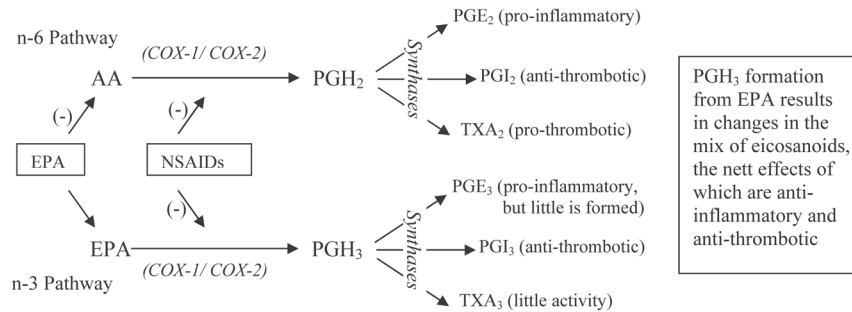 PGE₂ (pro-inflammatory)
n-6 Pathway
(COX-1/ COX-2)
AA
PGH₂
Synthases
PGI₂ (anti-thrombotic)
TXA₂ (pro-thrombotic)
(-)
(-)
EPA
NSAIDs
(-)
PGE₃ (pro-inflammatory,
but little is formed)
EPA
PGH₃
Synthases
PGI₃ (anti-thrombotic)
(COX-1/ COX-2)
n-3 Pathway
TXA₃ (little activity)
PGH₃ formation
from EPA results
in changes in the
mix of eicosanoids,
the nett effects of
which are anti-
inflammatory and
anti-thrombotic